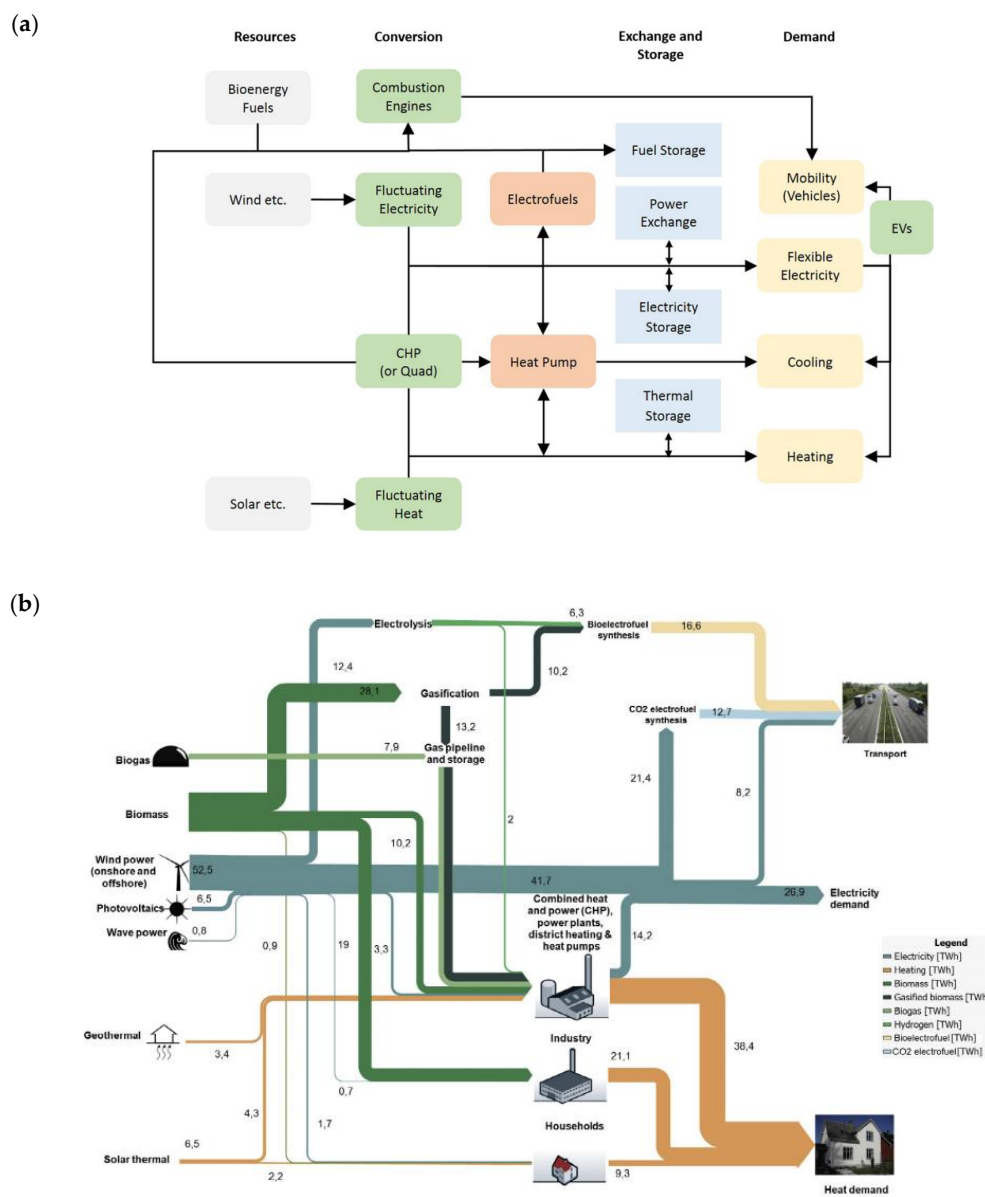 (a)
Resources
Conversion
Exchange and
Storage
Demand
Bioenergy
Fuels
Combustion
Engines
Fuel Storage
Mobility
(Vehicles)
Wind etc.
Fluctuating
Electricity
Electrofuels
Power
Exchange
EVs
Flexible
Electricity
Electricity
Storage
CHP
(or Quad)
Heat Pump
Cooling
Thermal
Storage
Heating
Solar etc.
Fluctuating
Heat
(b)
Electrolysis
6,3
Bioelectrofuel
synthesis
16,6
12,4
10,2
28,1
Gasification
CO2 electrofuel
synthesis
12,7
13,2
Transport
7,9
Gas pipeline
and storage
Biogas
21,4
8,2
2
Biomass
10,2
Wind power
(onshore and
offshore)
52,5
41,7
26,9
Electricity
demand
Photovoltaics
6,5
Combined heat
and power (CHP),
power plants,
district heating &
heat pumps
14,2
Wave power
0,8
0,9
19
3,3
Legend
Electricity [TWh]
Heating [TWh]
Biomass [TWh]
Gasified biomass [TWh
Biogas [TWh]
Hydrogen [TWh]
Bioelectrofuel [TWh]
CO2 electrofuel[TWh]
Geothermal
3,4
Industry
38,4
21,1
0,7
4,3
1,7
Households
6,5
Solar thermal
2,2
9,3
Heat demand